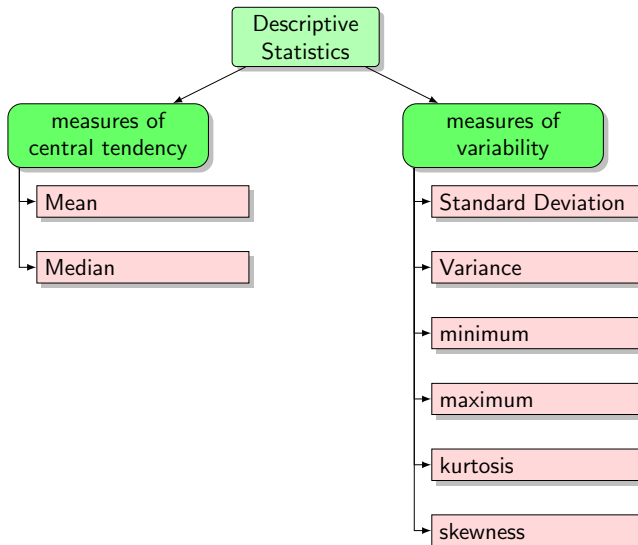 Descriptive
Statistics
measures of
central tendency
Mean
Median
measures of
variability
Standard Deviation
Variance
minimum
maximum
kurtosis
skewness